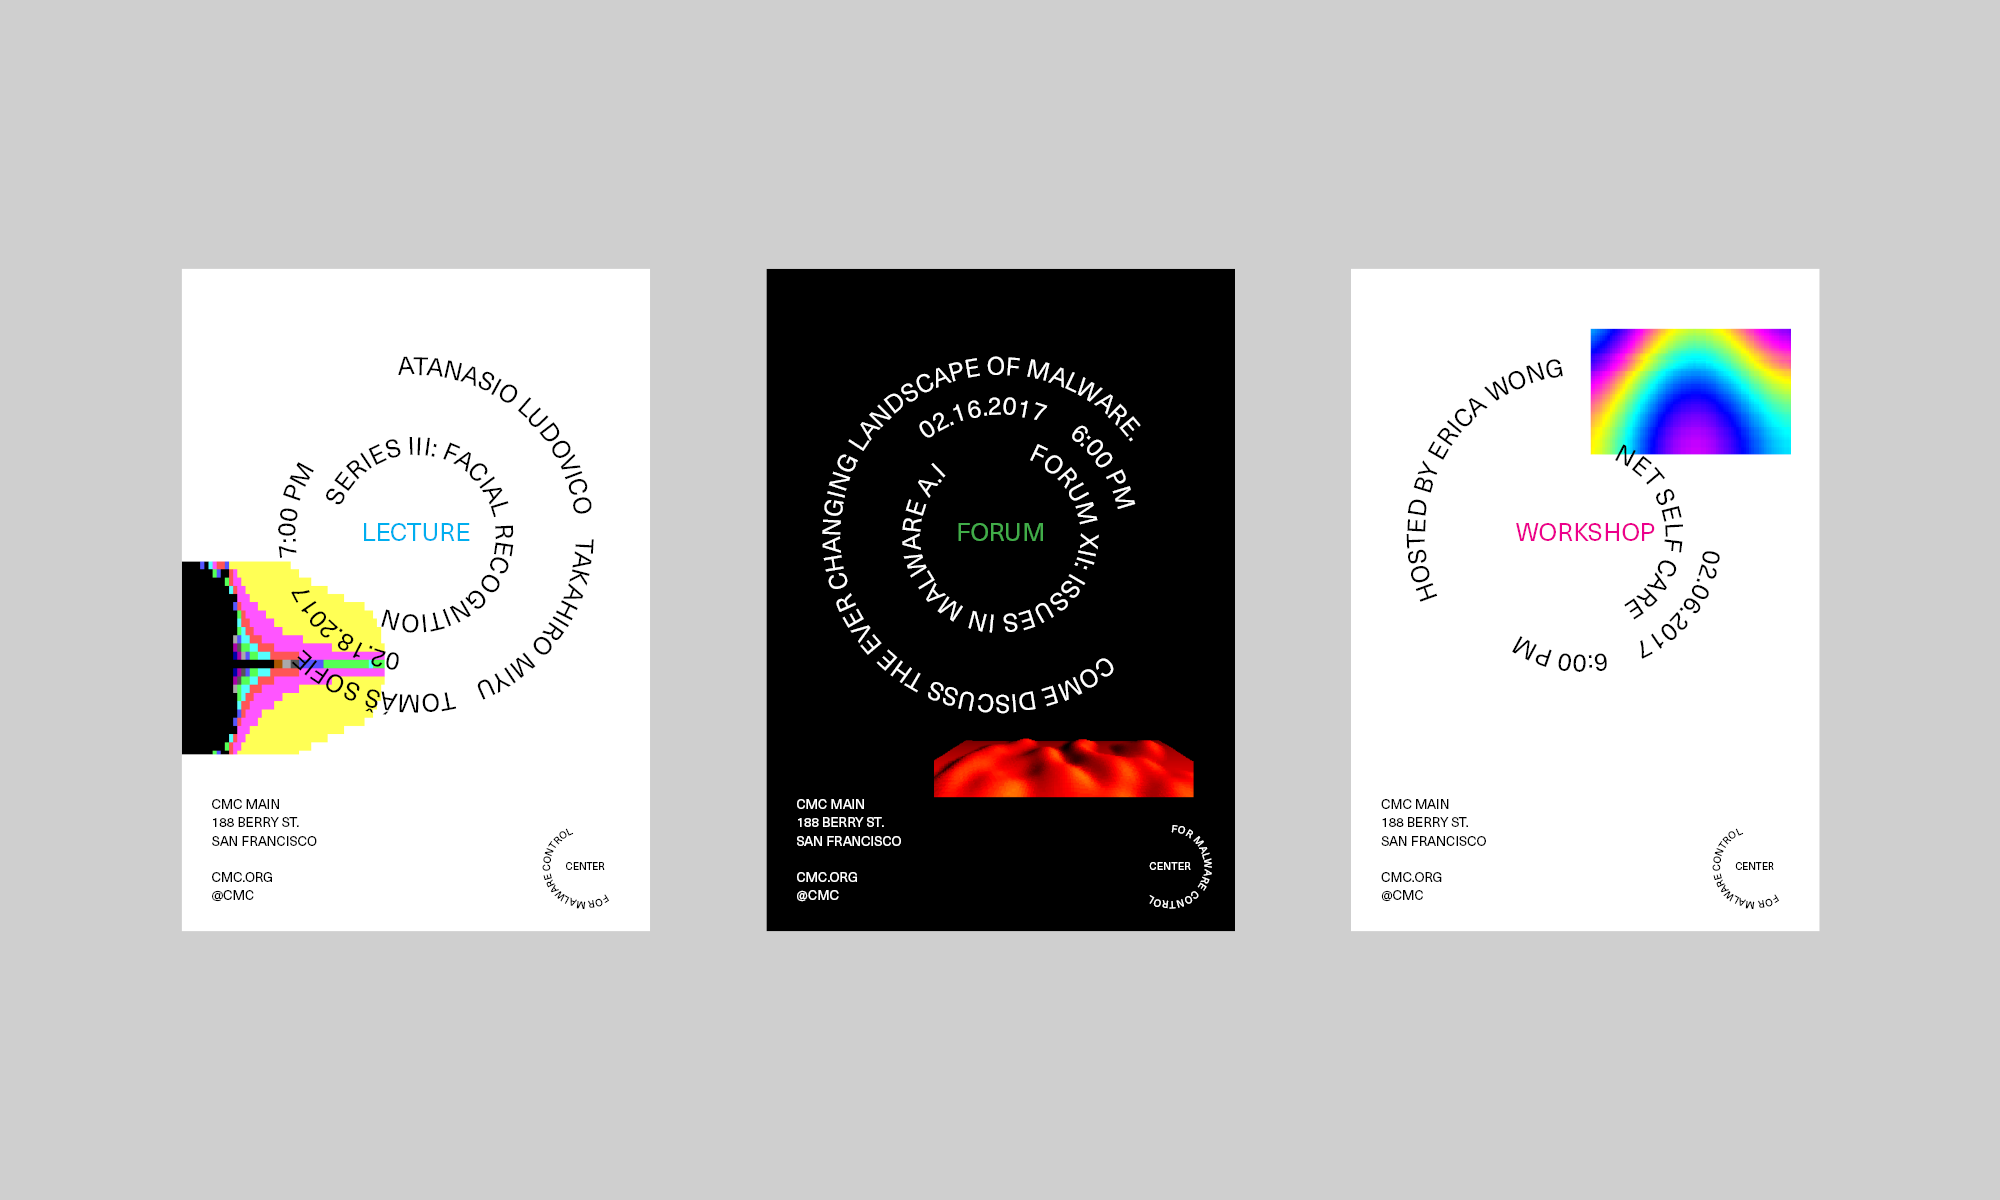 LECTURE
SERIES III: FACIAL RECOGNITION
02.18.2017
7:00 PM
ATANASIO LUDOVICO
TAKAHIRO MIYU
TOMÁŠ SOFIE
CMC MAIN
188 BERRY ST.
SAN FRANCISCO
CMC.ORG
@CMC
CENTER
FOR MALWARE CONTROL
FORUM
FORUM XII: ISSUES IN MALWARE A.I
02.16.2017
6:00 PM
COME DISCUSS THE EVER CHANGING LANDSCAPE OF MALWARE.
CMC MAIN
188 BERRY ST.
SAN FRANCISCO
CMC.ORG
@CMC
CENTER
FOR MALWARE CONTROL
WORKSHOP
NET SELF CARE
02.06.2017
6:00 PM
HOSTED BY ERICA WONG
CMC MAIN
188 BERRY ST.
SAN FRANCISCO
CMC.ORG
@CMC
CENTER
FOR MALWARE CONTROL